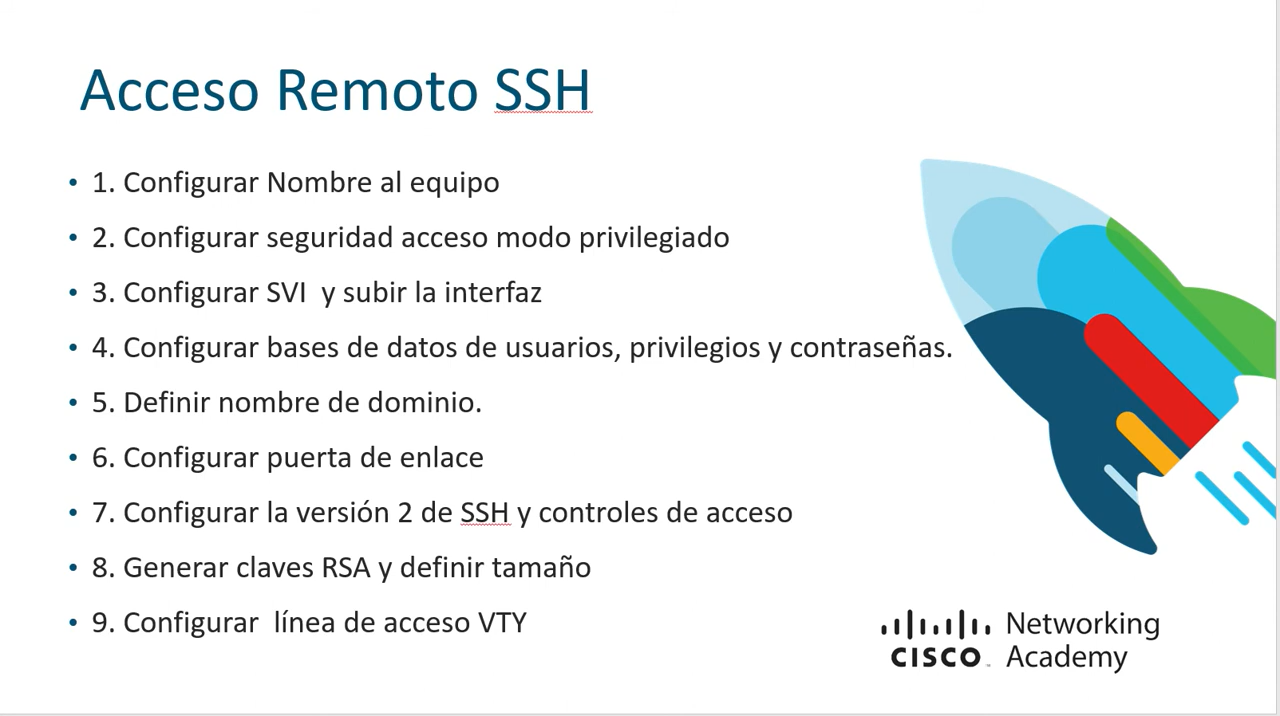 Acceso Remoto SSH
• 1. Configurar Nombre al equipo
• 2. Configurar seguridad acceso modo privilegiado
• 3. Configurar SVI  y subir la interfaz
• 4. Configurar bases de datos de usuarios, privilegios y contraseñas.
• 5. Definir nombre de dominio.
• 6. Configurar puerta de enlace
• 7. Configurar la versión 2 de SSH y controles de acceso
• 8. Generar claves RSA y definir tamaño
• 9. Configurar  línea de acceso VTY
CISCO Networking
Academy